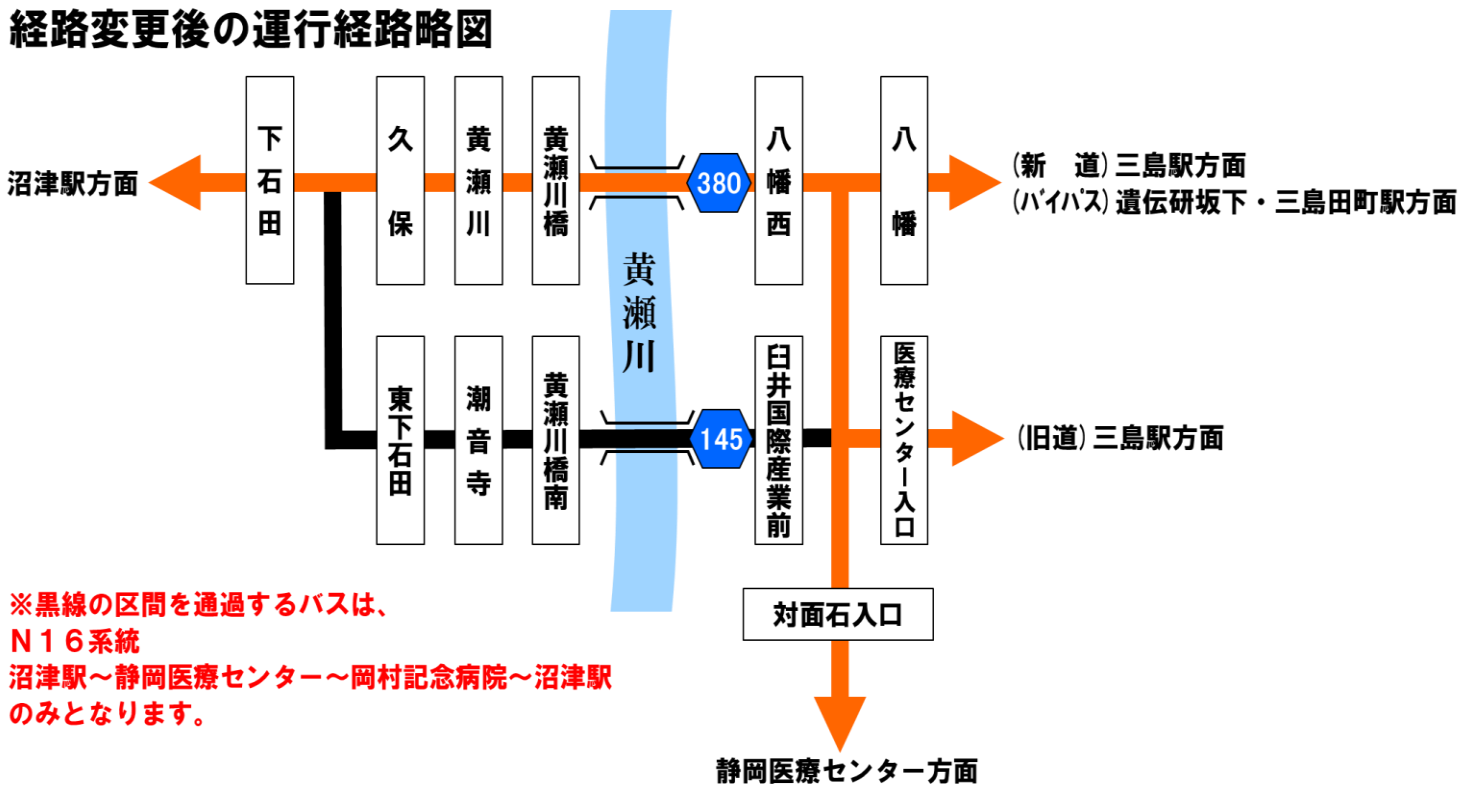 経路変更後の運行経路略図
沼津駅方面
下石田
久保
黄瀬川
黄瀬川橋
380
八幡西
八幡
(新　道)三島駅方面
(バイパス)遺伝研坂下・三島田町駅方面
黄瀬川
東下石田
潮音寺
黄瀬川橋南
145
臼井国際産業前
医療センター入口
(旧道)三島駅方面
対面石入口
静岡医療センター方面
※黒線の区間を通過するバスは、
Ｎ１６系統
沼津駅～静岡医療センター～岡村記念病院～沼津駅
のみとなります。